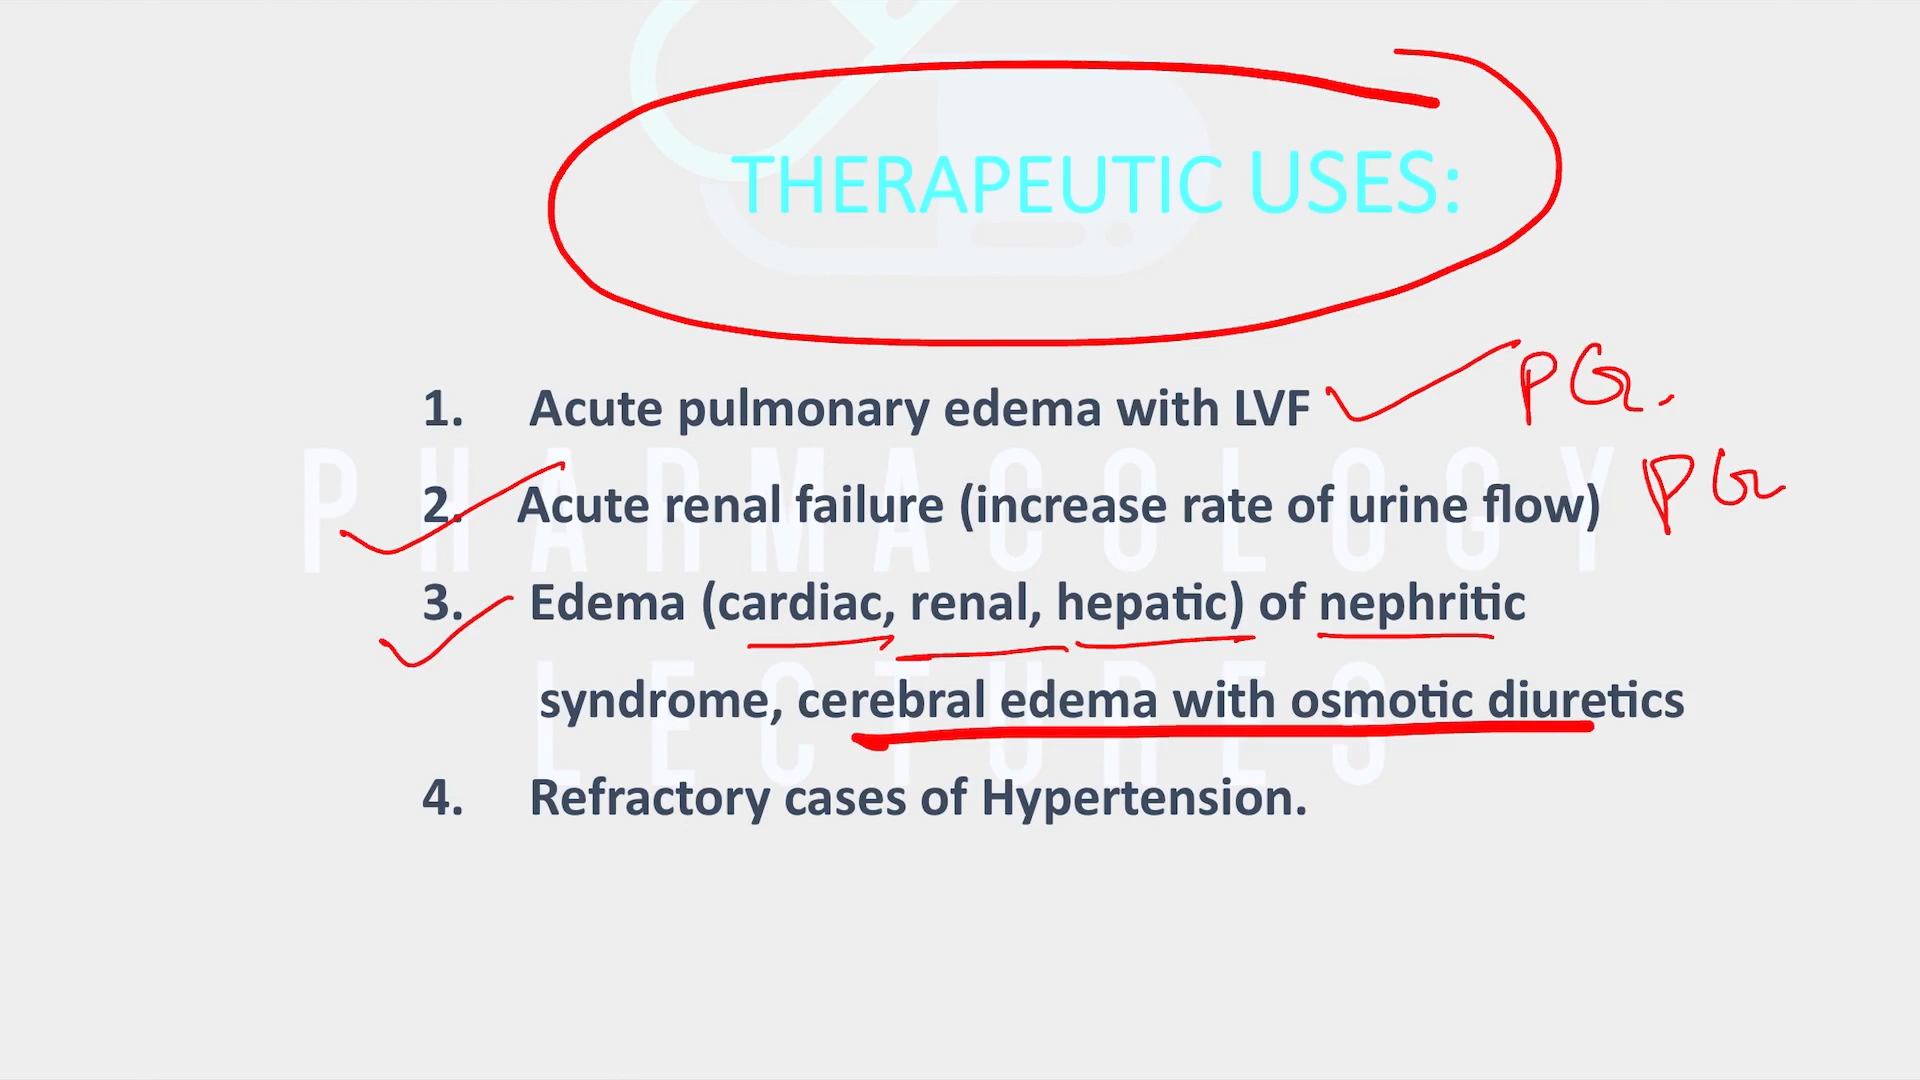 THERAPEUTIC USES:
1. Acute pulmonary edema with LVF PG.
2. Acute renal failure (increase rate of urine flow) PG
3. Edema (cardiac, renal, hepatic) of nephritic
syndrome, cerebral edema with osmotic diuretics
4. Refractory cases of Hypertension.
PHARMACOLOGY
LECTURES